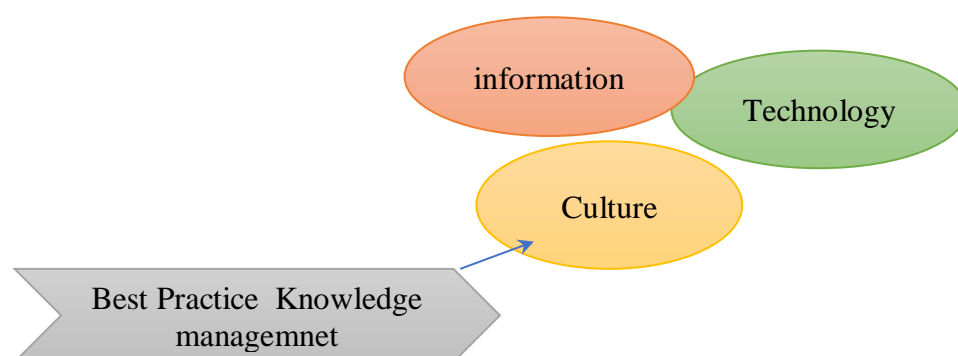 information
Technology
Culture
Best Practice  Knowledge
managemnet